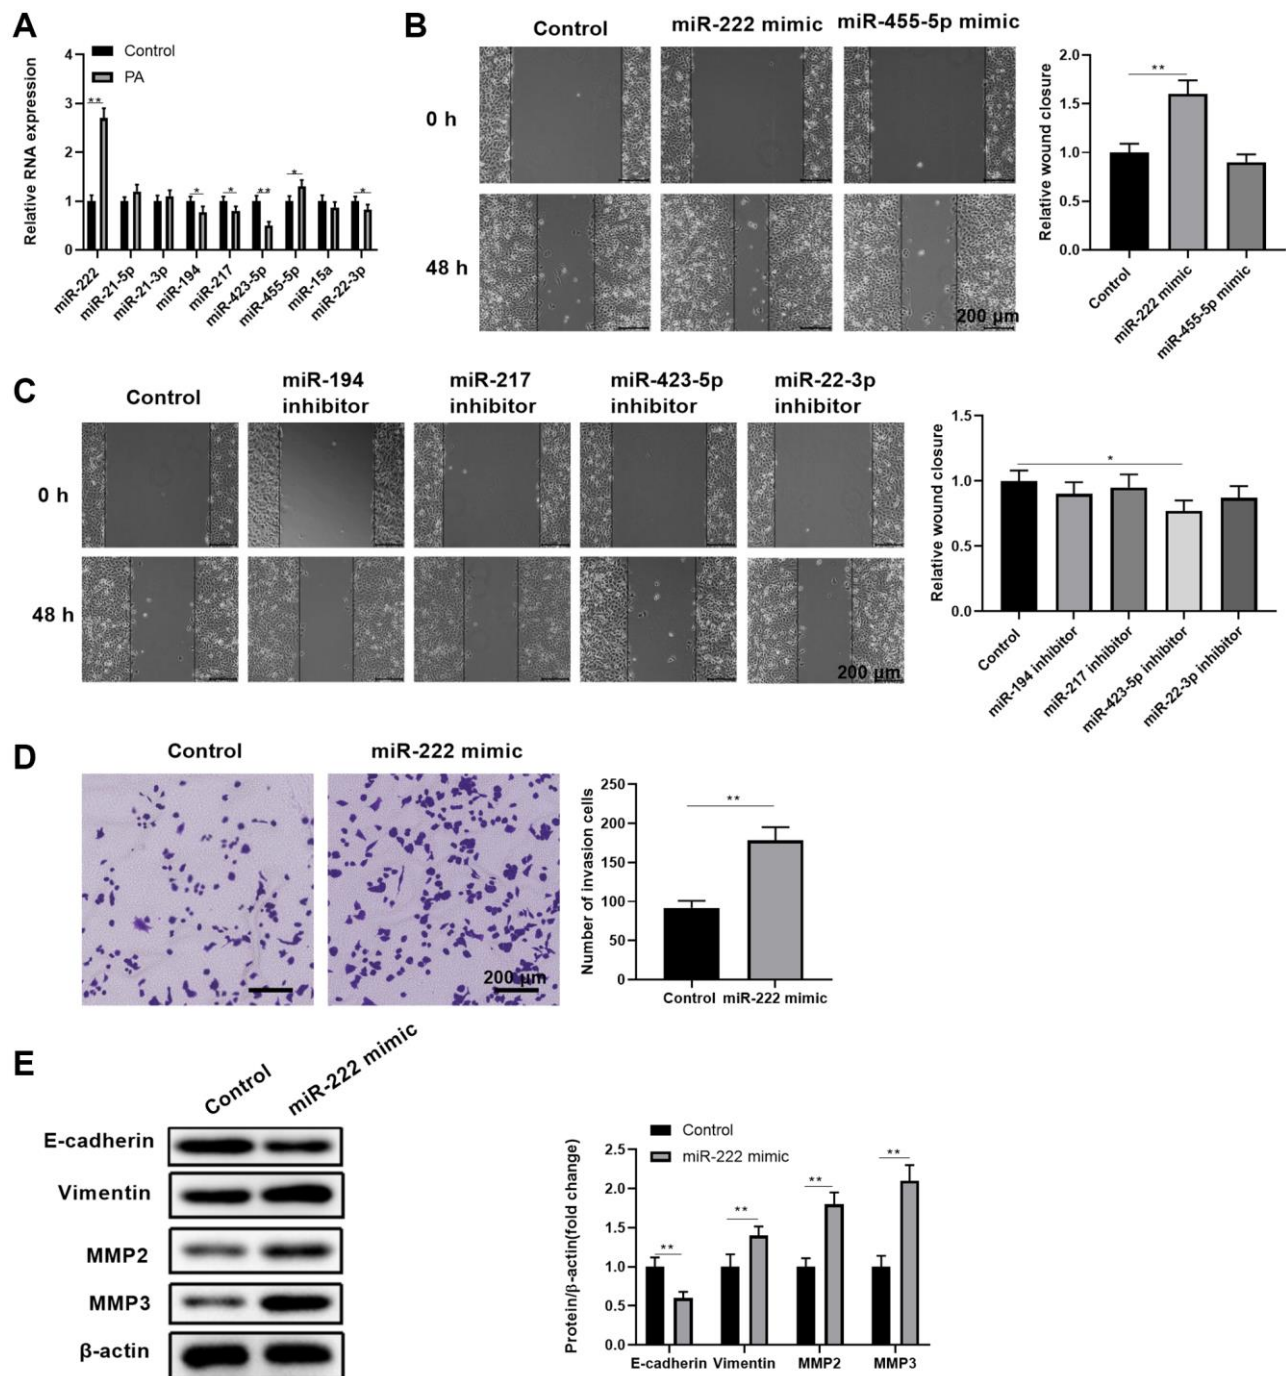 A
Control
PA
Relative RNA expression
4
3
2
1
0
**
*
*
**
*
*
miR-222
miR-21-5p
miR-21-3p
miR-194
miR-217
miR-423-5p
miR-455-5p
miR-15a
miR-22-3p
B
Control
miR-222 mimic
miR-455-5p mimic
0 h
48 h
200 µm
Relative wound closure
2.0
1.5
1.0
0.5
0.0
**
Control
miR-222 mimic
miR-455-5p mimic
C
Control
miR-194
inhibitor
miR-217
inhibitor
miR-423-5p
inhibitor
miR-22-3p
inhibitor
0 h
48 h
200 µm
Relative wound closure
1.5
1.0
0.5
0.0
*
Control
miR-194 inhibitor
miR-217 inhibitor
miR-423-5p inhibitor
miR-22-3p inhibitor
D
Control
miR-222 mimic
200 µm
Number of invasion cells
250
200
150
100
50
0
**
Control
miR-222 mimic
E
Control
miR-222 mimic
E-cadherin
Vimentin
MMP2
MMP3
β-actin
Control
miR-222 mimic
Protein/β-actin(fold change)
2.5
2.0
1.5
1.0
0.5
0.0
**
**
**
**
E-cadherin
Vimentin
MMP2
MMP3